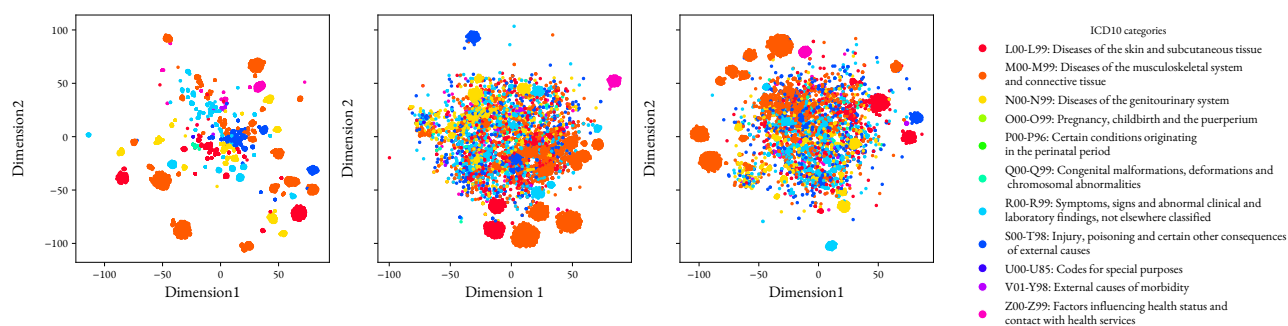 100
50
0
−50
−100
Dimension2
−100
−50
0
50
Dimension1
Dimension 2
−100
−50
0
50
100
Dimension 1
Dimension2
−100
−50
0
50
Dimension1
ICD10 categories
L00-L99: Diseases of the skin and subcutaneous tissue
M00-M99: Diseases of the musculoskeletal system
and connective tissue
N00-N99: Diseases of the genitourinary system
O00-O99: Pregnancy, childbirth and the puerperium
P00-P96: Certain conditions originating
in the perinatal period
Q00-Q99: Congenital malformations, deformations and
chromosomal abnormalities
R00-R99: Symptoms, signs and abnormal clinical and
laboratory findings, not elsewhere classified
S00-T98: Injury, poisoning and certain other consequences
of external causes
U00-U85: Codes for special purposes
V01-Y98: External causes of morbidity
Z00-Z99: Factors influencing health status and
contact with health services